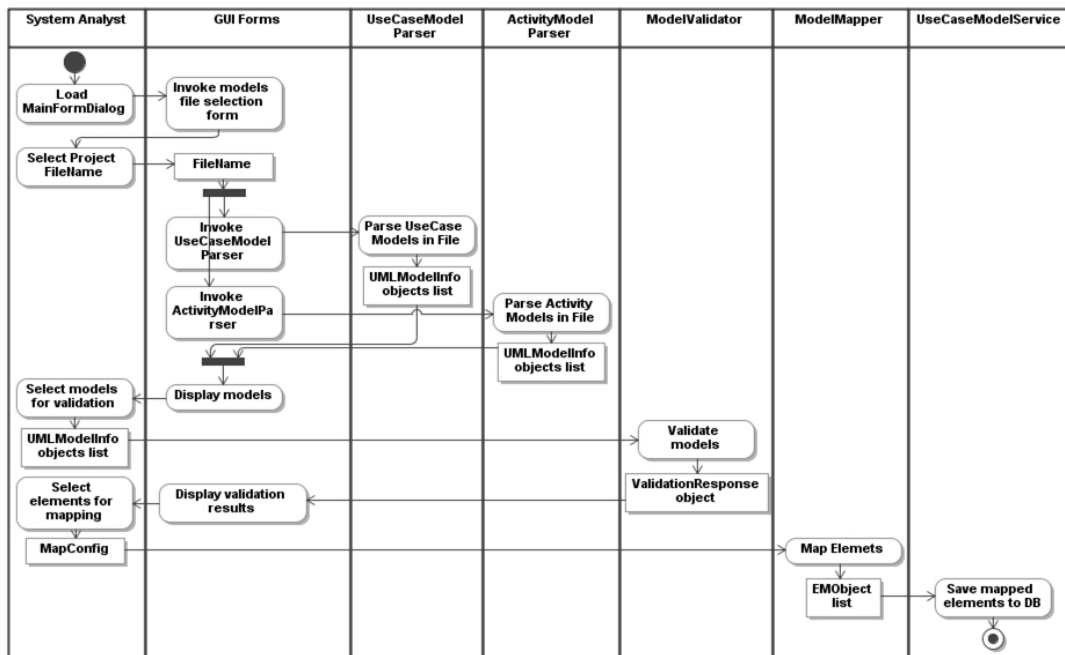 System Analyst
GUI Forms
UseCaseModel
Parser
ActivityModel
Parser
ModelValidator
ModelMapper
UseCaseModelService
Load
MainFormDialog
Invoke models
file selection
form
Select Project
FileName
FileName
Invoke
UseCaseModel
Parser
Parse UseCase
Models in File
UMLModelInfo
objects list
Invoke
ActivityModelPa
rser
Parse Activity
Models in File
UMLModelInfo
objects list
Display models
Select models
for validation
UMLModelInfo
objects list
Validate
models
ValidationResponse
object
Display validation
results
Select
elements for
mapping
MapConfig
Map Elemets
EMObject
list
Save mapped
elements to DB